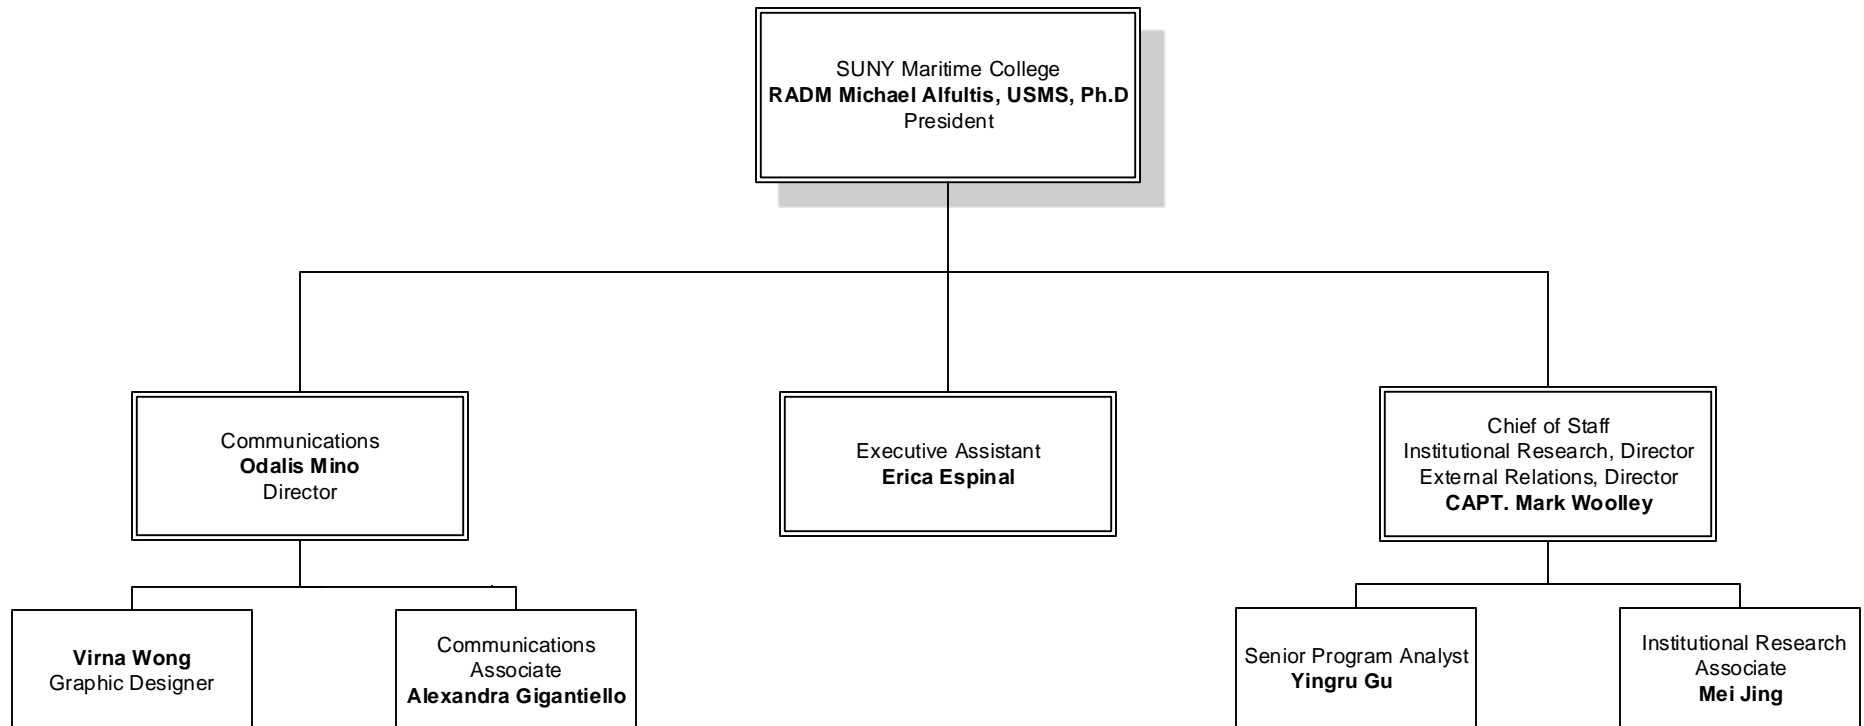 SUNY Maritime College
RADM Michael Alfultis, USMS, Ph.D
President
Communications
Odalis Mino
Director
Executive Assistant
Erica Espinal
Chief of Staff
Institutional Research, Director
External Relations, Director
CAPT. Mark Woolley
Virna Wong
Graphic Designer
Communications
Associate
Alexandra Gigantiello
Senior Program Analyst
Yingru Gu
Institutional Research
Associate
Mei Jing